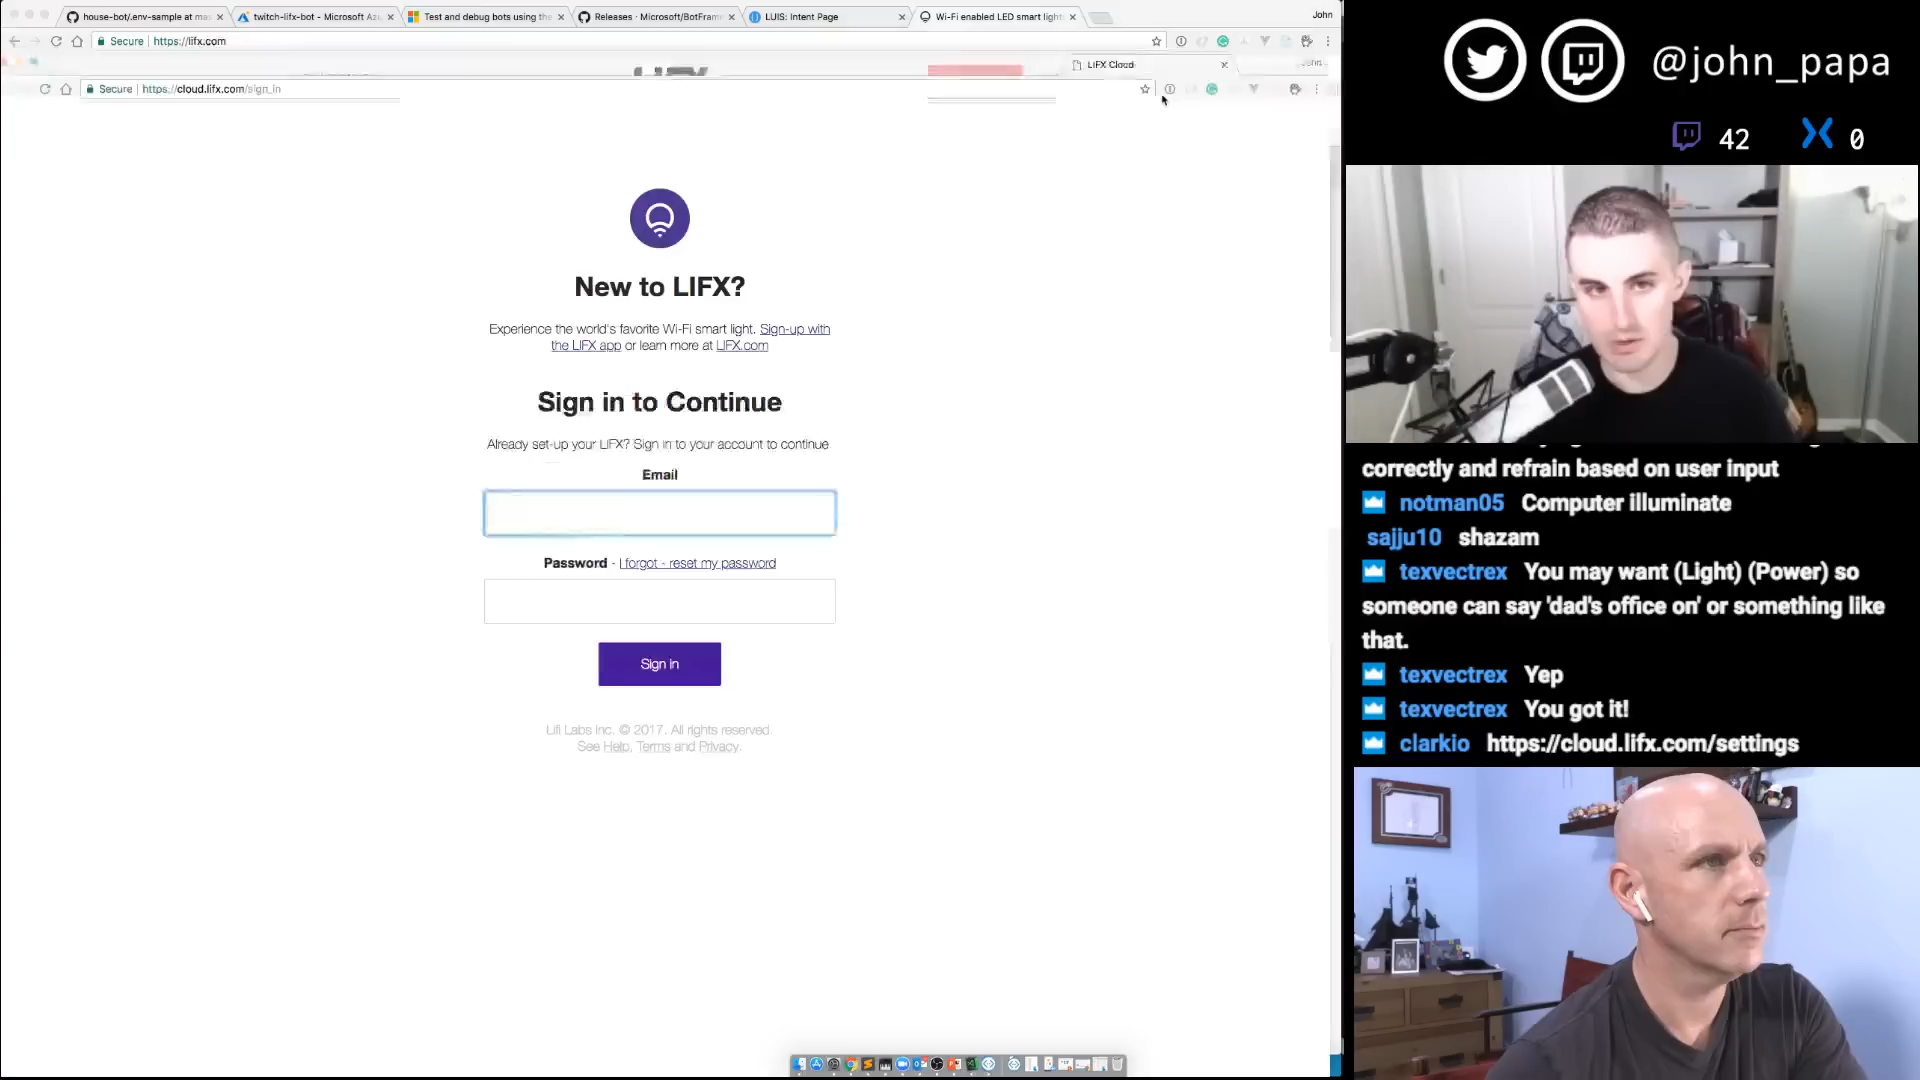 house-bot/.env-sample at mas
twitch-lifx-bot - Microsoft Az
Test and debug bots using the
Releases · Microsoft/BotFram
LUIS: Intent Page
Wi-Fi enabled LED smart light
John
Secure | https://lifx.com
LIFX Cloud
Secure | https://cloud.lifx.com/sign_in
New to LIFX?
Experience the world's favorite Wi-Fi smart light. Sign-up with
the LIFX app or learn more at LIFX.com
Sign in to Continue
Already set-up your LIFX? Sign in to your account to continue
Email
Password - I forgot - reset my password
Sign in
Lifi Labs Inc. © 2017. All rights reserved.
See Help, Terms and Privacy.
@john_papa
42
0
correctly and refrain based on user input
notman05 Computer illuminate
sajju10 shazam
texvectrex You may want (Light) (Power) so
someone can say 'dad's office on' or something like
that.
texvectrex Yep
texvectrex You got it!
clarkio https://cloud.lifx.com/settings